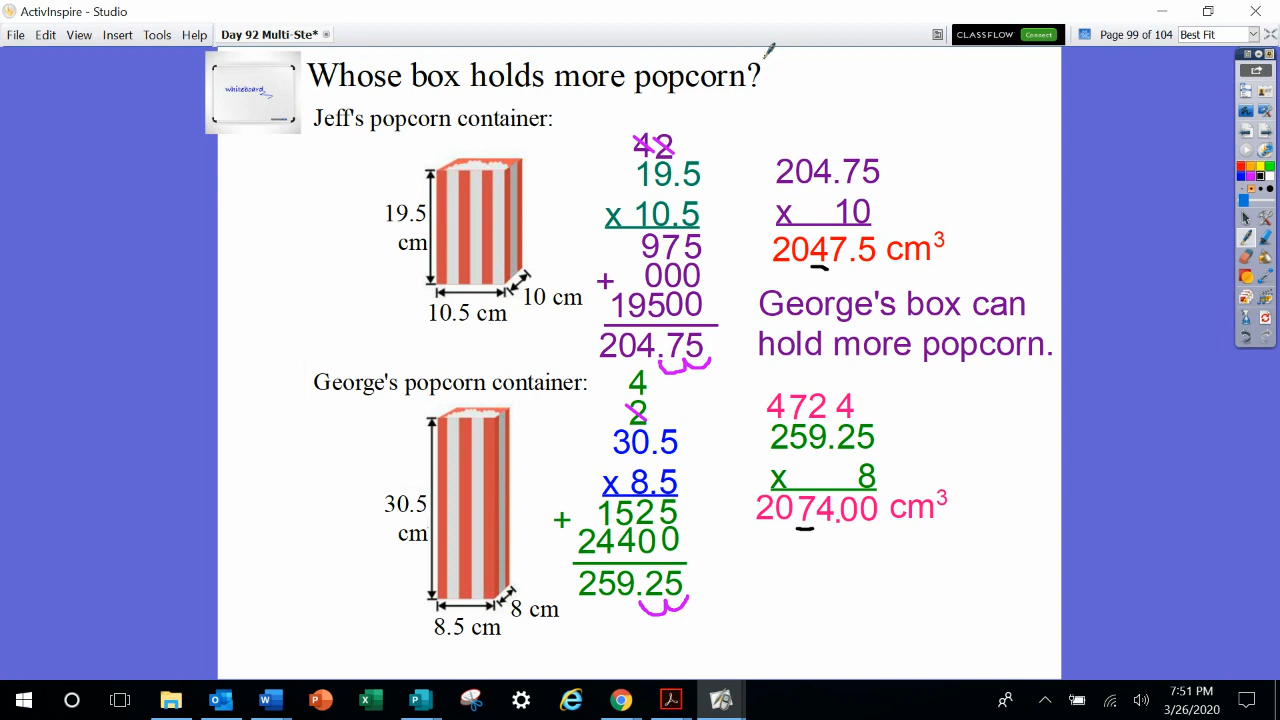 ActivInspire - Studio
File Edit View Insert Tools Help
Day 92 Multi-Ste*
CLASSFLOW Connect
Page 99 of 104
Best Fit
whiteboard
Whose box holds more popcorn?
Jeff's popcorn container:
19.5
cm
10.5 cm
10 cm
42
19.5
x 10.5
975
+ 000
19500
204.75
204.75
x 10
2047.5 cm³
George's box can
hold more popcorn.
George's popcorn container:
30.5
cm
8.5 cm
8 cm
4
2
30.5
x 8.5
+ 1525
24400
259.25
4724
259.25
x 8
2074.00 cm³
7:51 PM
3/26/2020